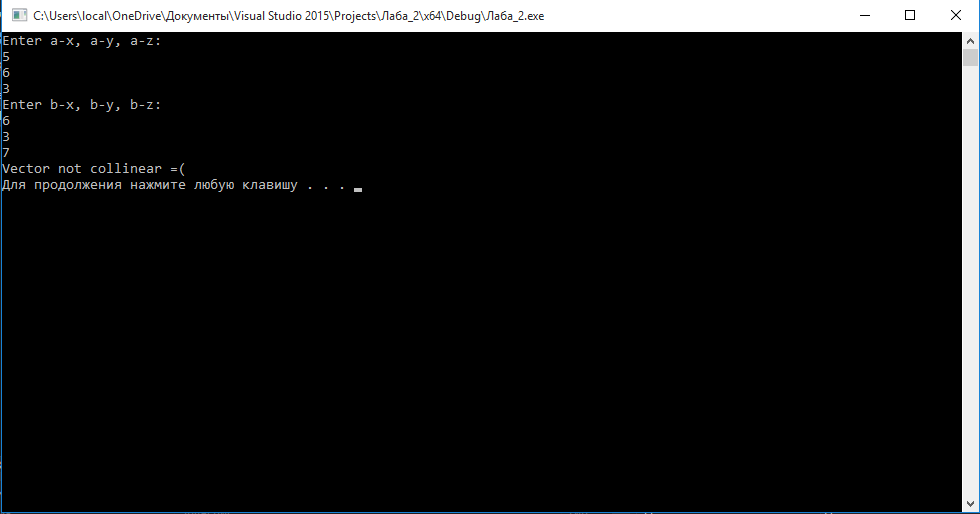 C:\Users\local\OneDrive\Документы\Visual Studio 2015\Projects\Лаба_2\x64\Debug\Лаба_2.exe
Enter a-x, a-y, a-z:
5
6
3
Enter b-x, b-y, b-z:
6
3
7
Vector not collinear =(
Для продолжения нажмите любую клавишу . . .